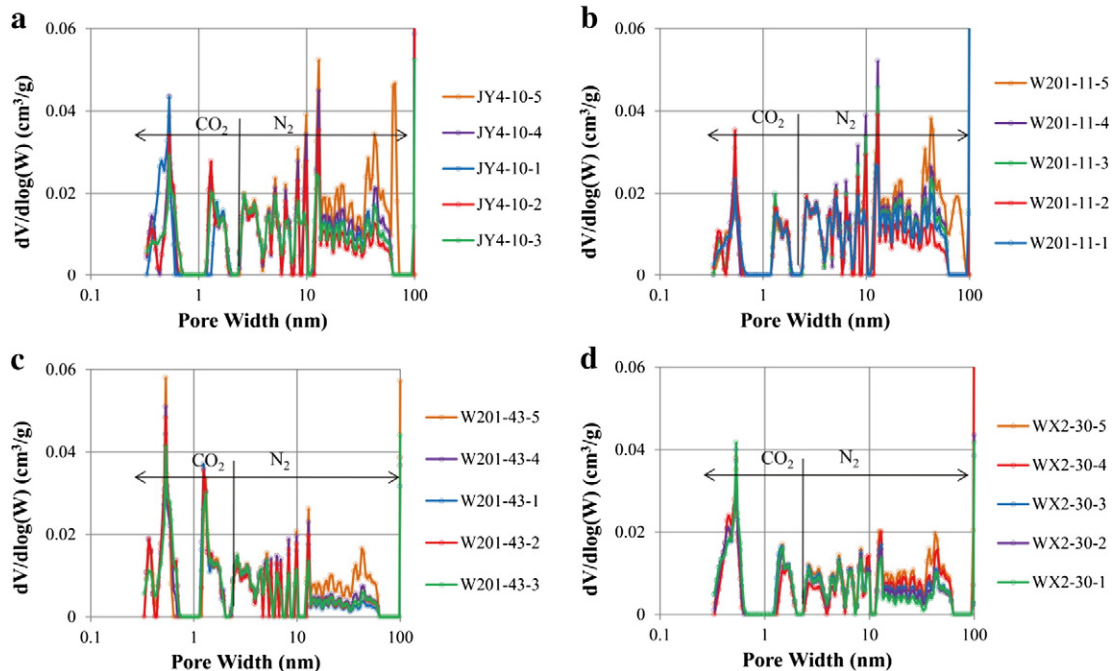 a
0.06
0.04
0.02
0
dV/dlog(W) (cm³/g)
CO₂
N₂
0.1
1
10
100
Pore Width (nm)
JY4-10-5
JY4-10-4
JY4-10-1
JY4-10-2
JY4-10-3
b
0.06
0.04
0.02
0
dV/dlog(W) (cm³/g)
CO₂
N₂
0.1
1
10
100
Pore Width (nm)
W201-11-5
W201-11-4
W201-11-3
W201-11-2
W201-11-1
c
0.06
0.04
0.02
0
dV/dlog(W) (cm³/g)
CO₂
N₂
0.1
1
10
100
Pore Width (nm)
W201-43-5
W201-43-4
W201-43-1
W201-43-2
W201-43-3
d
0.06
0.04
0.02
0
dV/dlog(W) (cm³/g)
CO₂
N₂
0.1
1
10
100
Pore Width (nm)
WX2-30-5
WX2-30-4
WX2-30-3
WX2-30-2
WX2-30-1